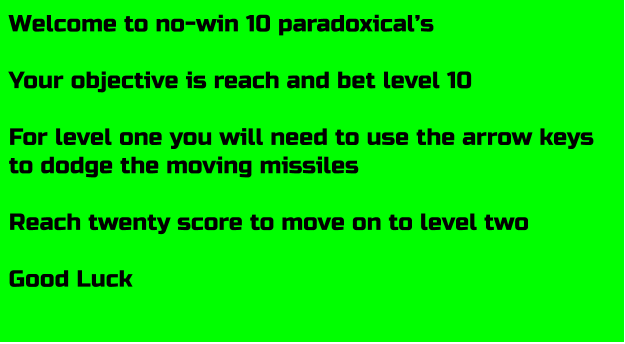 Welcome to no-win 10 paradoxical's
Your objective is reach and bet level 10
For level one you will need to use the arrow keys
to dodge the moving missiles
Reach twenty score to move on to level two
Good Luck